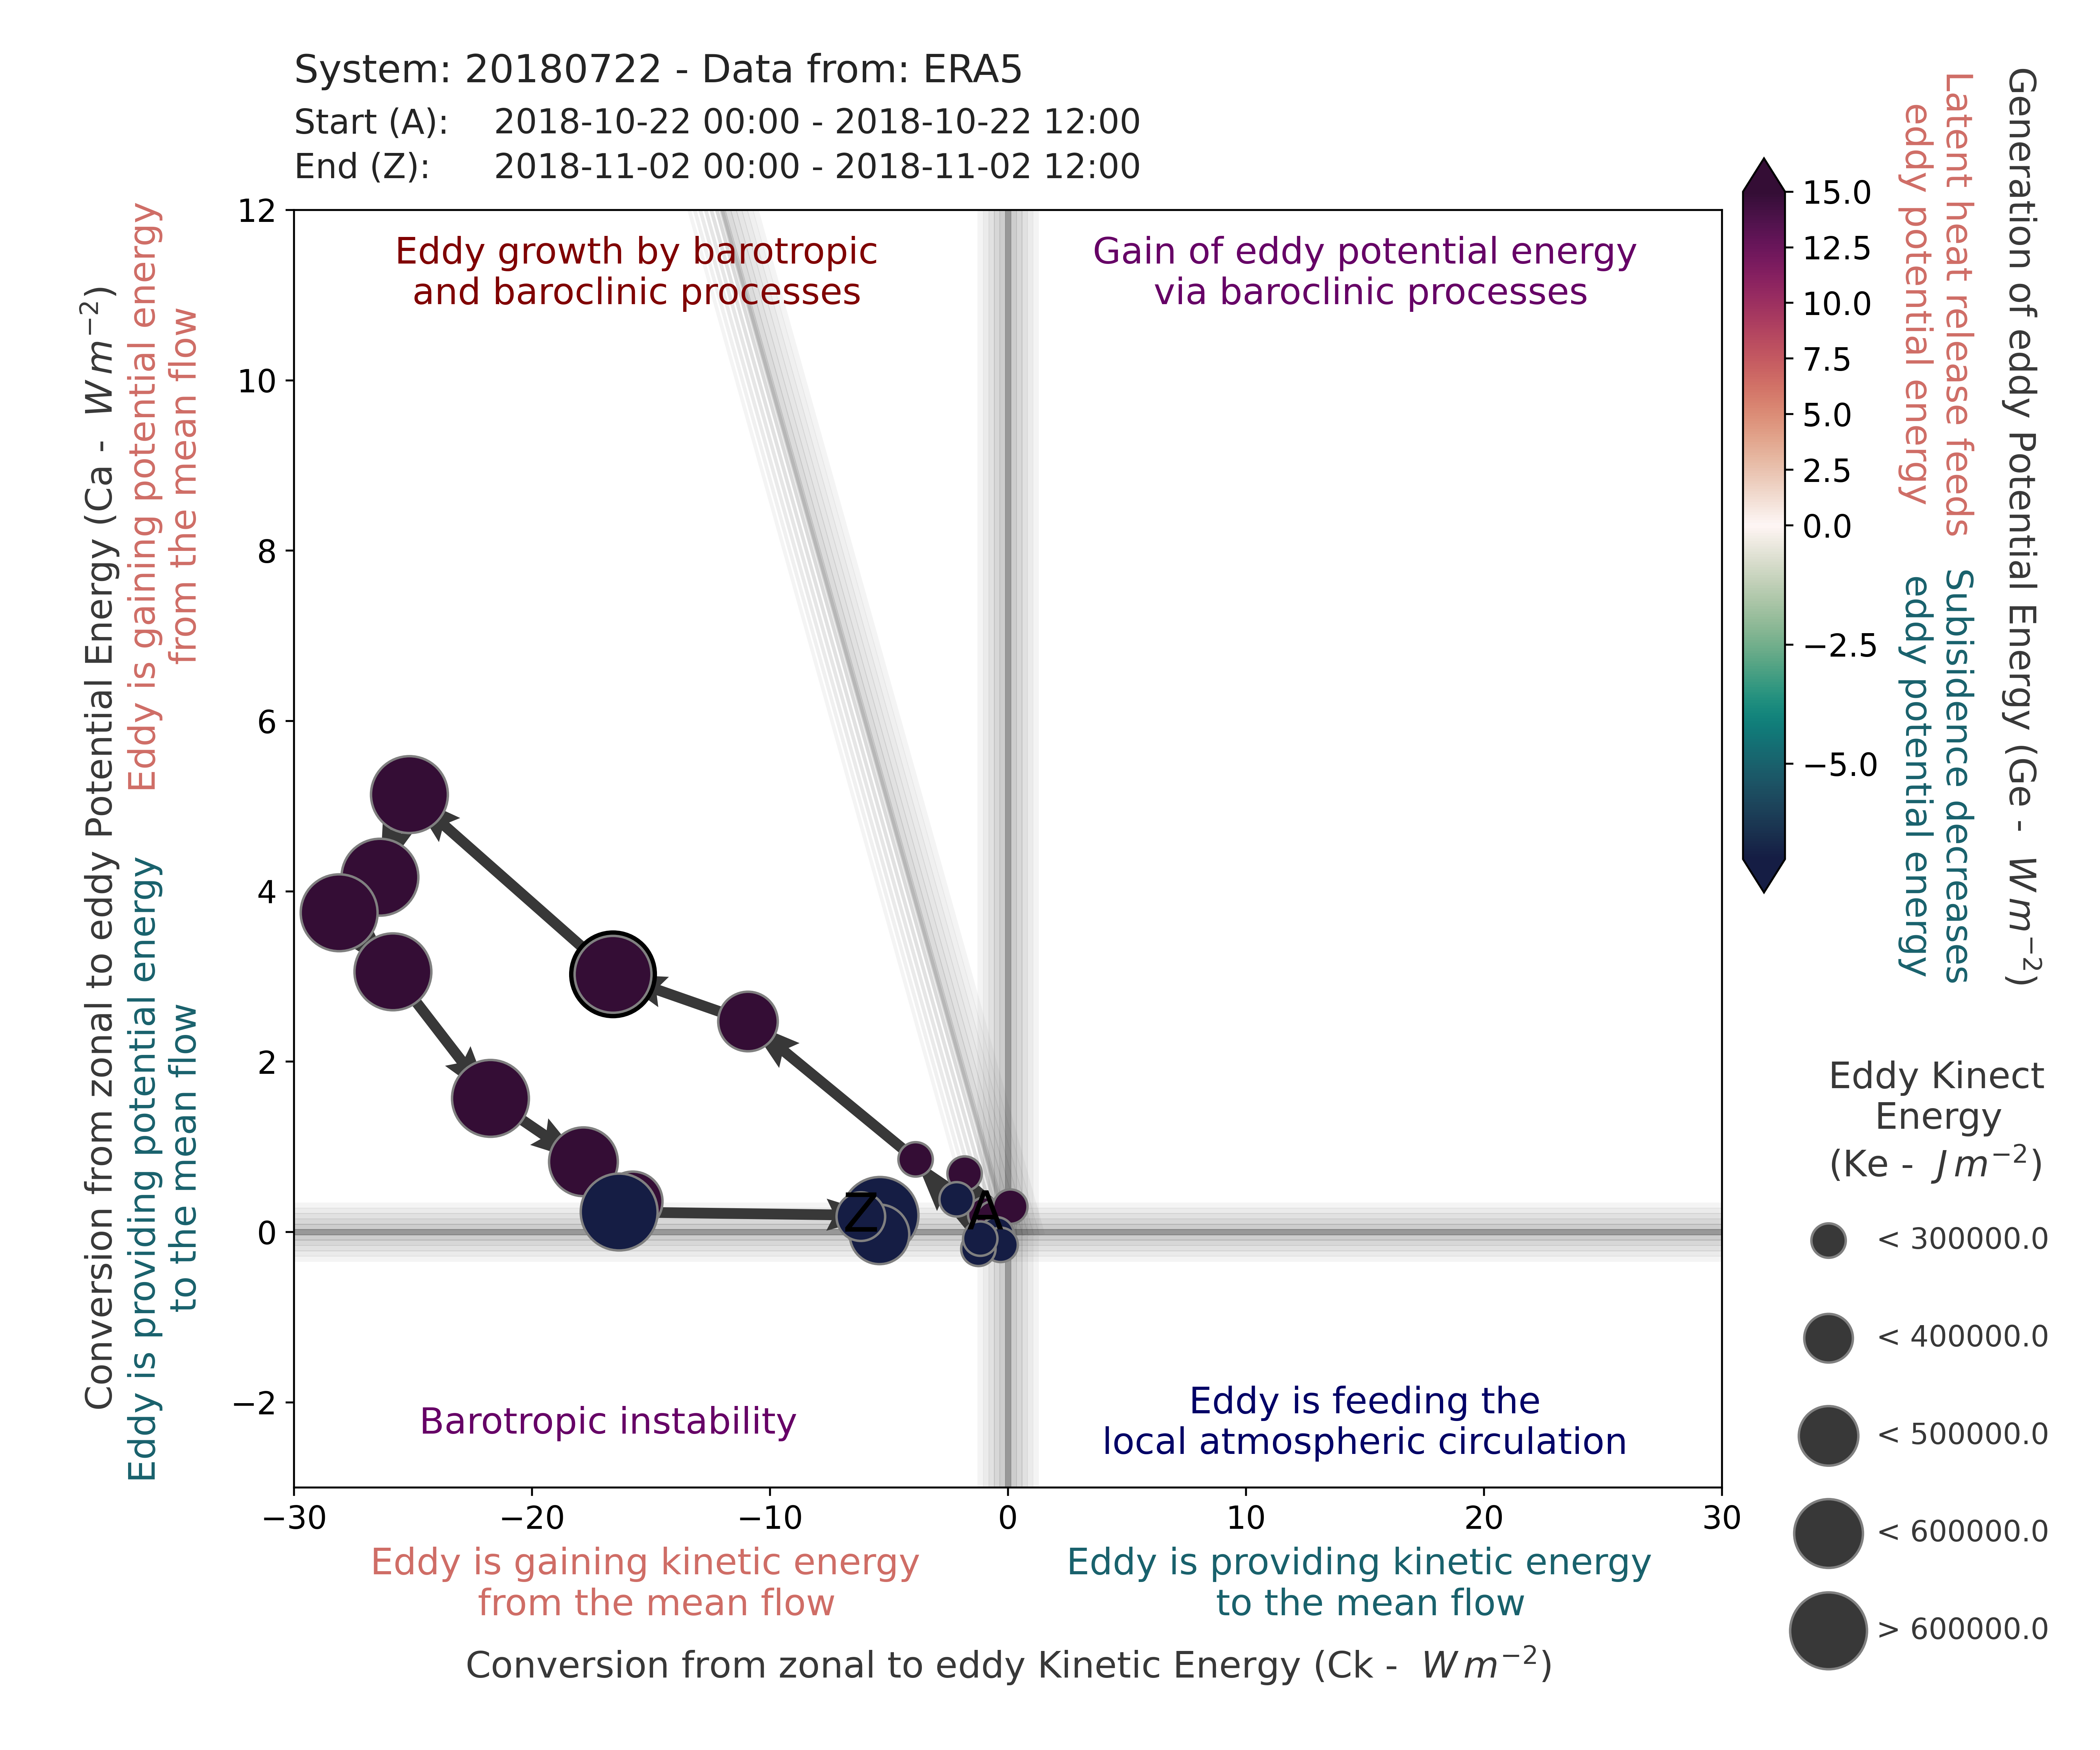 System: 20180722 - Data from: ERA5
Start (A): 2018-10-22 00:00 - 2018-10-22 12:00
End (Z): 2018-11-02 00:00 - 2018-11-02 12:00
Conversion from zonal to eddy Potential Energy (Ca - W m⁻²)
Eddy is gaining potential energy
from the mean flow
Eddy is providing potential energy
to the mean flow
12
10
8
6
4
2
0
−2
Eddy growth by barotropic
and baroclinic processes
Gain of eddy potential energy
via baroclinic processes
Z
A
Barotropic instability
Eddy is feeding the
local atmospheric circulation
−30
−20
−10
0
10
20
30
Eddy is gaining kinetic energy
from the mean flow
Eddy is providing kinetic energy
to the mean flow
Conversion from zonal to eddy Kinetic Energy (Ck - W m⁻²)
15.0
12.5
10.0
7.5
5.0
2.5
0.0
−2.5
−5.0
Latent heat release feeds
eddy potential energy
Subisidence decreases
eddy potential energy
Generation of eddy Potential Energy (Ge - W m⁻²)
Eddy Kinect
Energy
(Ke - J m⁻²)
< 300000.0
< 400000.0
< 500000.0
< 600000.0
> 600000.0